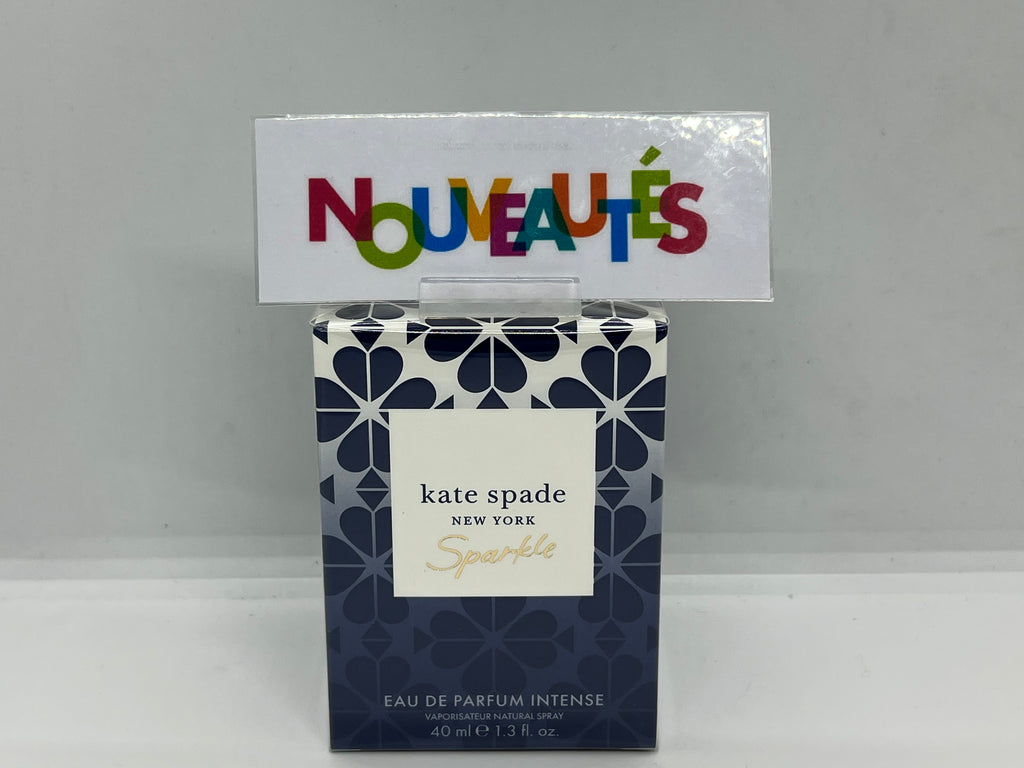 NOUVEAUTÉS
kate spade
NEW YORK
Sparkle
EAU DE PARFUM INTENSE
VAPORISATEUR NATURAL SPRAY
40 ml ℮ 1.3 fl. oz.